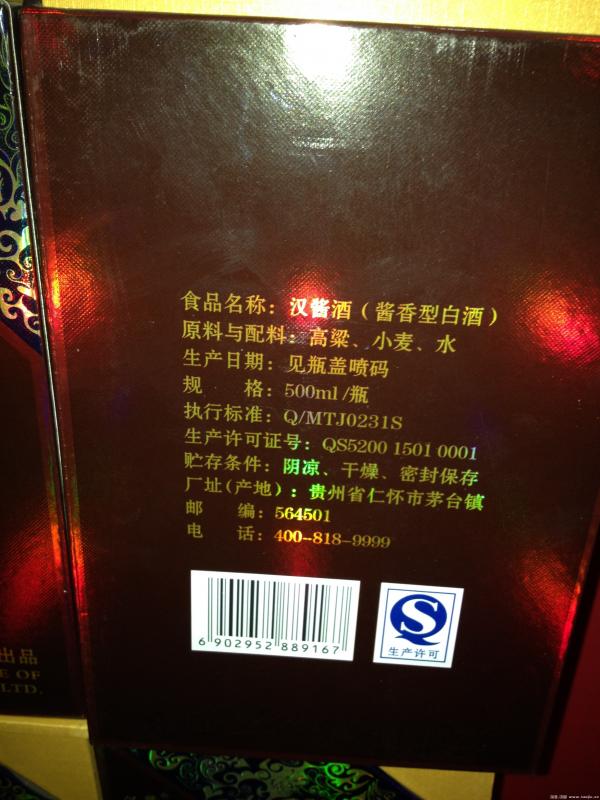 食品名称：汉酱酒（酱香型白酒）
原料与配料：高粱、小麦、水
生产日期：见瓶盖喷码
规 格：500ml/瓶
执行标准：Q/MTJ0231S
生产许可证号：QS5200 1501 0001
贮存条件：阴凉、干燥、密封保存
厂址(产地)：贵州省仁怀市茅台镇
邮 编：564501
电 话：400-818-9999
6 902952 889167
生产许可
出品
E OF
LTD.